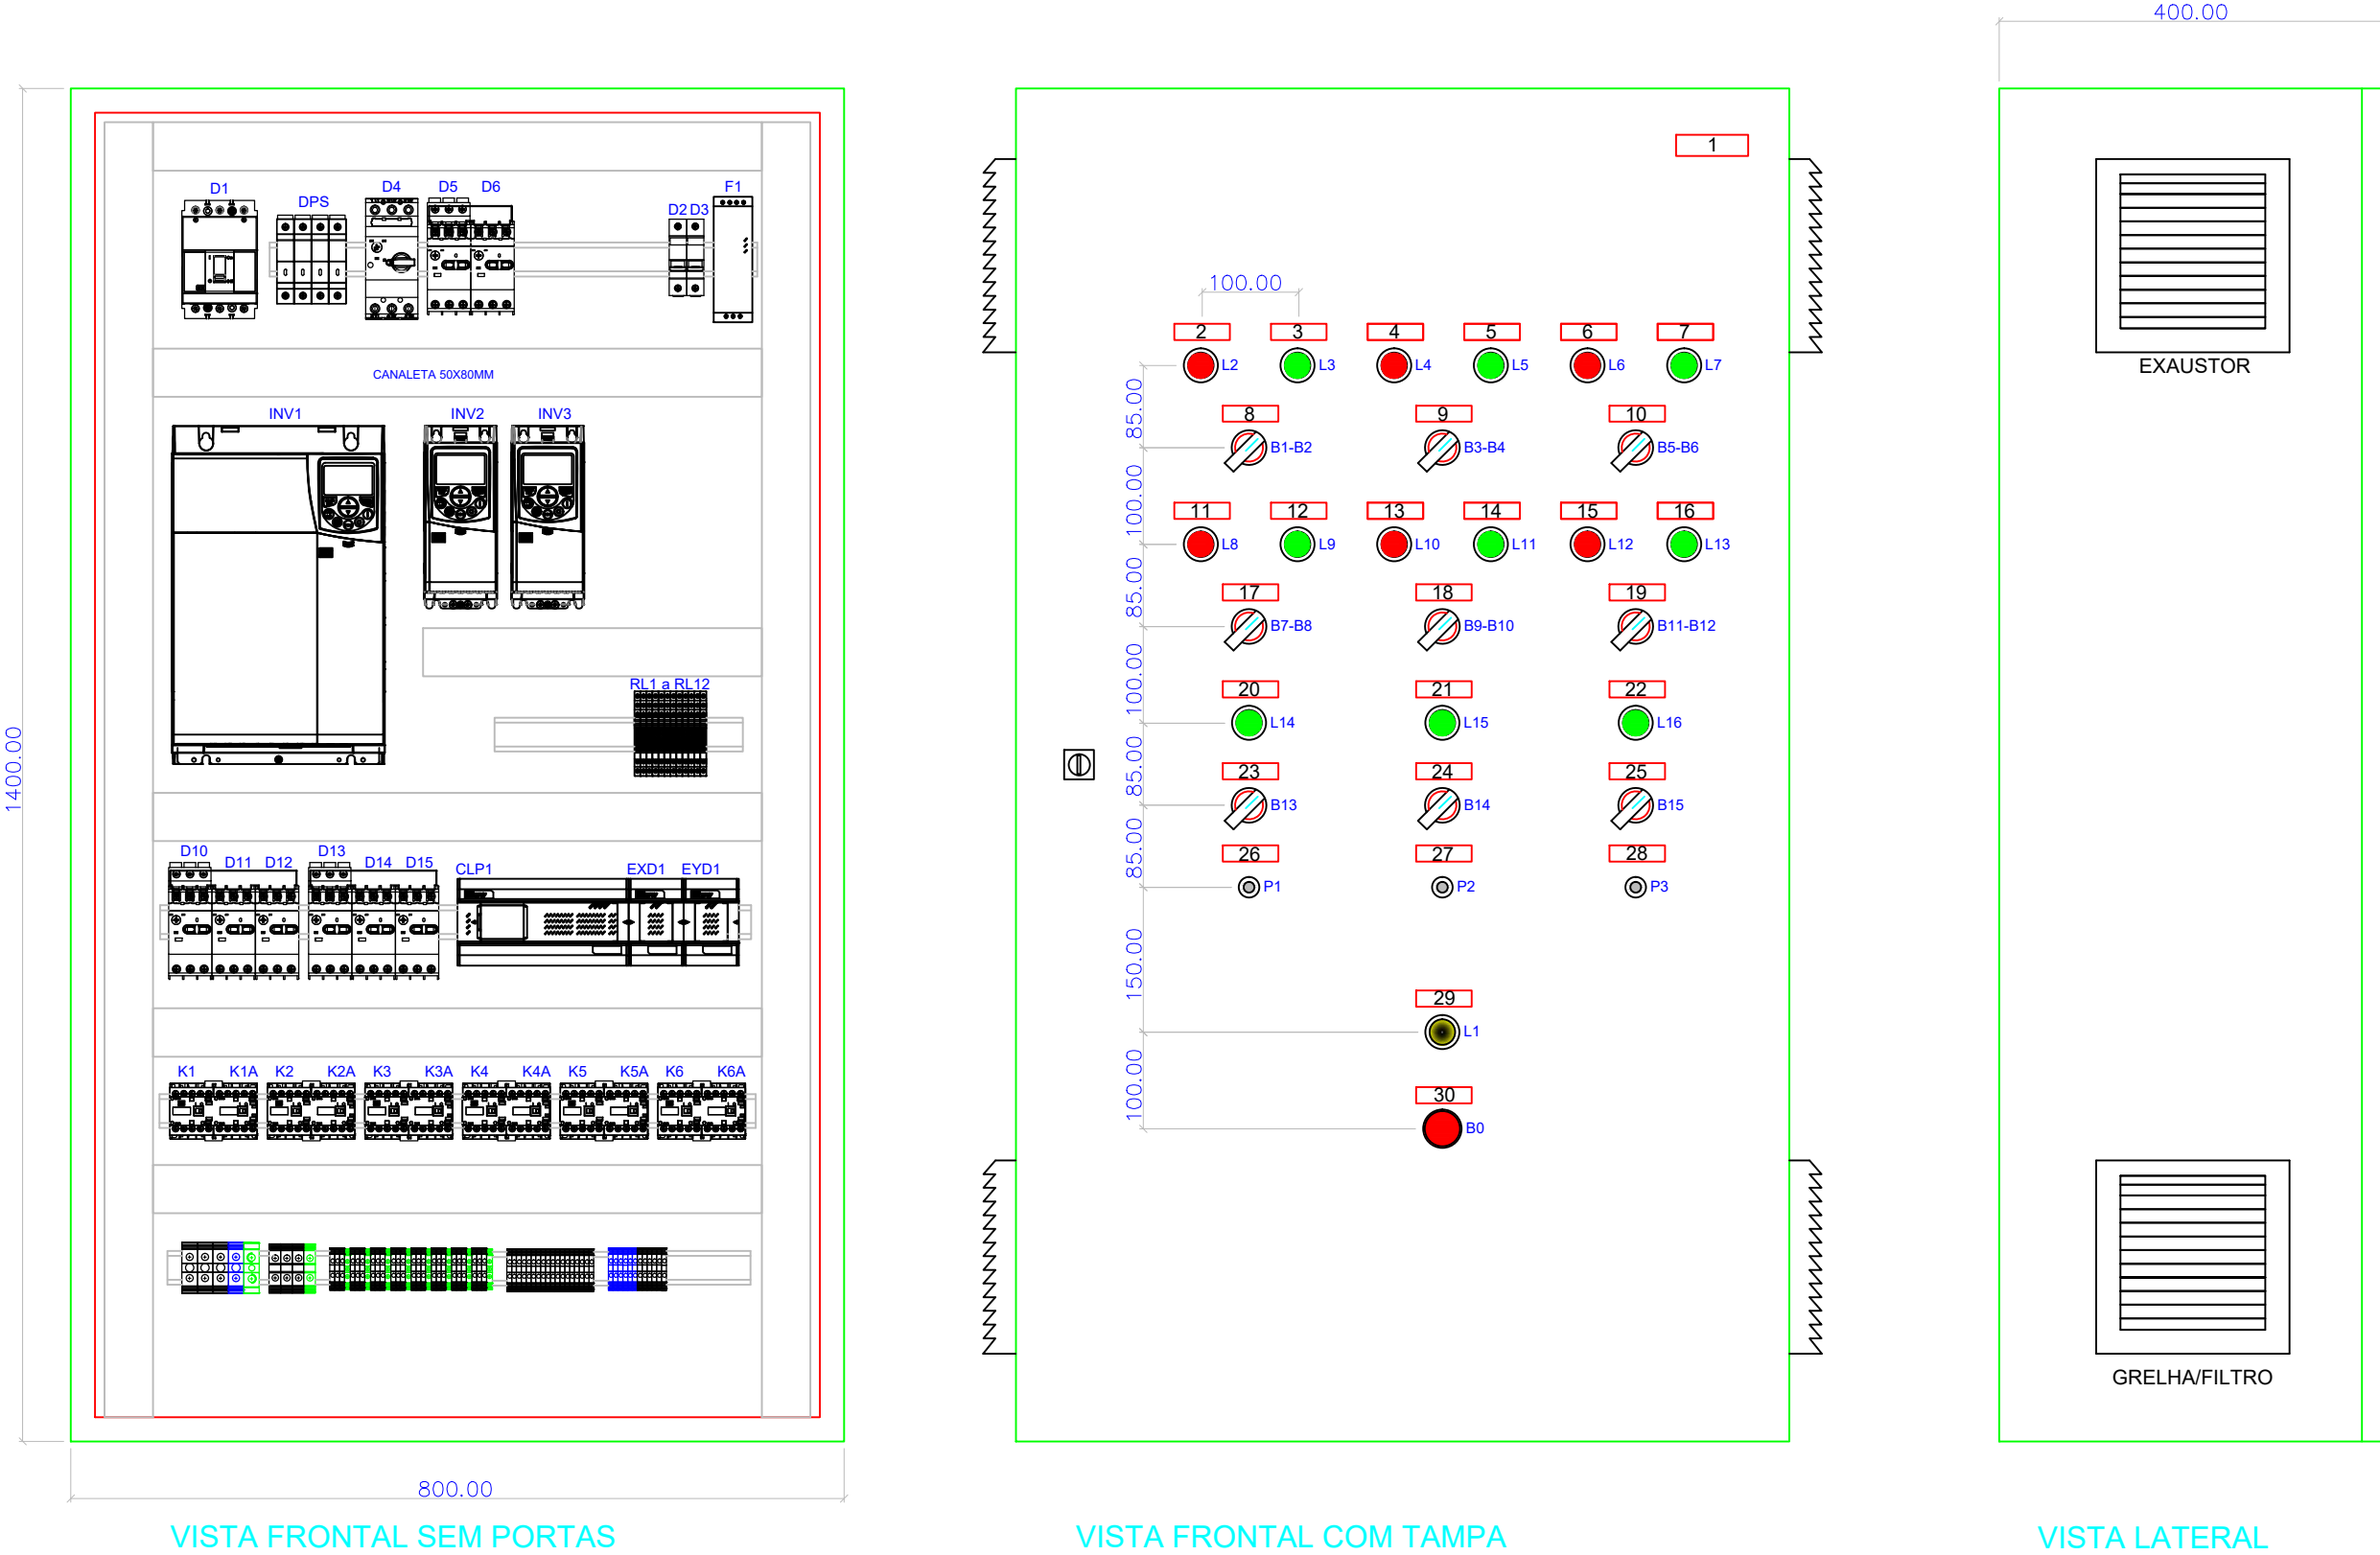 400.00
1400.00
D1
DPS
D4
D5
D6
D2
D3
F1
CANALETA 50X80MM
INV1
INV2
INV3
RL1 a RL12
D10
D11
D12
D13
D14
D15
CLP1
EXD1
EYD1
K1
K1A
K2
K2A
K3
K3A
K4
K4A
K5
K5A
K6
K6A
800.00
VISTA FRONTAL SEM PORTAS
1
100.00
2
3
4
5
6
7
L2
L3
L4
L5
L6
L7
85.00
8
9
10
B1-B2
B3-B4
B5-B6
100.00
11
12
13
14
15
16
L8
L9
L10
L11
L12
L13
85.00
17
18
19
B7-B8
B9-B10
B11-B12
100.00
20
21
22
L14
L15
L16
85.00
23
24
25
B13
B14
B15
85.00
26
27
28
P1
P2
P3
150.00
29
L1
100.00
30
B0
VISTA FRONTAL COM TAMPA
EXAUSTOR
GRELHA/FILTRO
VISTA LATERAL